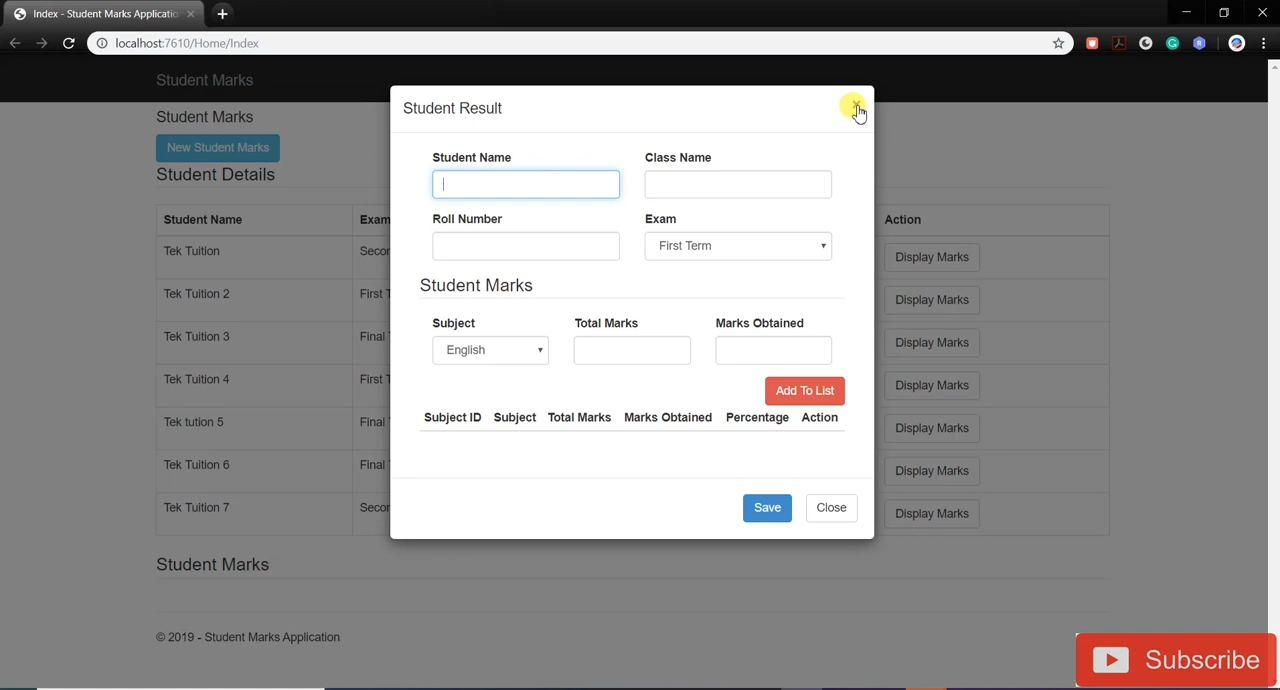 Index - Student Marks Applicatio
localhost:7610/Home/Index
Student Marks
Student Marks
New Student Marks
Student Details
Student Name Exam Action
Tek Tuition Secon Display Marks
Tek Tuition 2 First T Display Marks
Tek Tuition 3 Final T Display Marks
Tek Tuition 4 First T Display Marks
Tek tution 5 Final T Display Marks
Tek Tuition 6 Final T Display Marks
Tek Tuition 7 Secon Display Marks
Student Marks
© 2019 - Student Marks Application
Student Result
Student Name Class Name
Roll Number Exam
First Term
Student Marks
Subject Total Marks Marks Obtained
English
Add To List
Subject ID Subject Total Marks Marks Obtained Percentage Action
Save Close
Subscribe